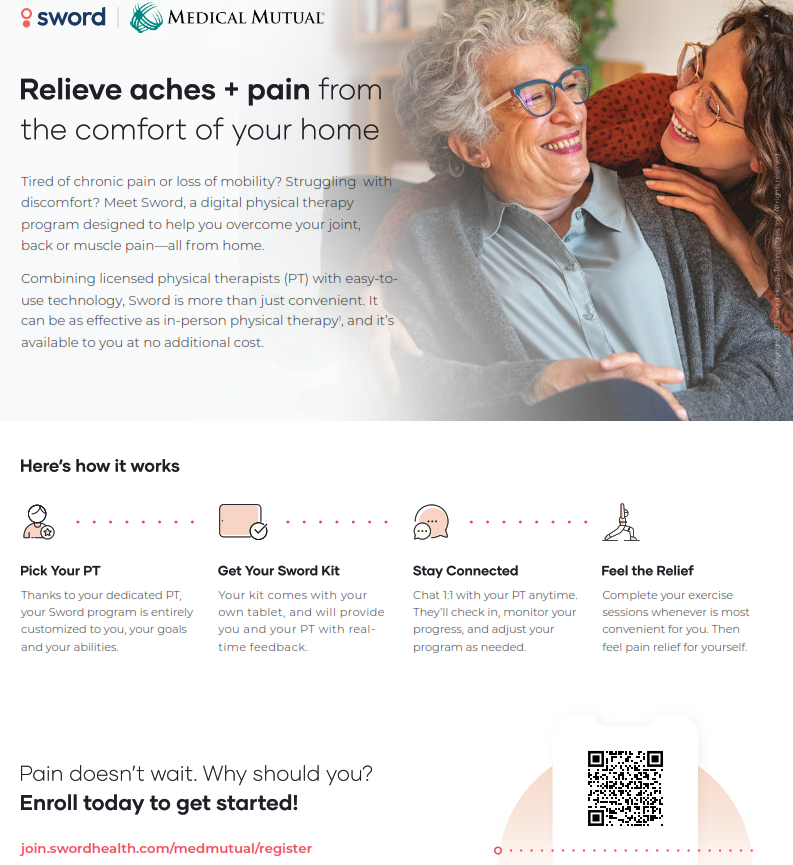 sword | MEDICAL MUTUAL®
Relieve aches + pain from
the comfort of your home
Tired of chronic pain or loss of mobility? Struggling with
discomfort? Meet Sword, a digital physical therapy
program designed to help you overcome your joint,
back or muscle pain—all from home.
Combining licensed physical therapists (PT) with easy-to-
use technology, Sword is more than just convenient. It
can be as effective as in-person physical therapy¹, and it's
available to you at no additional cost.
Here's how it works
Pick Your PT
Thanks to your dedicated PT,
your Sword program is entirely
customized to you, your goals
and your abilities.
Get Your Sword Kit
Your kit comes with your
own tablet, and will provide
you and your PT with real-
time feedback.
Stay Connected
Chat 1:1 with your PT anytime.
They'll check in, monitor your
progress, and adjust your
program as needed.
Feel the Relief
Complete your exercise
sessions whenever is most
convenient for you. Then
feel pain relief for yourself.
Pain doesn't wait. Why should you?
Enroll today to get started!
join.swordhealth.com/medmutual/register